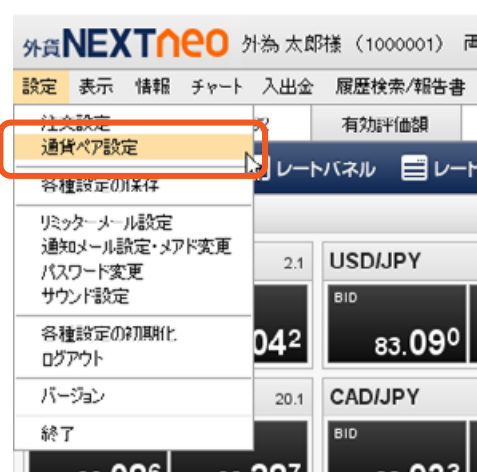 外貨NEXTneo 外為 太郎様 (1000001)
設定 表示 情報 チャート 入出金 履歴検索/報告書
注文設定
有効評価額
通貨ペア設定
レートパネル
レート
各種設定の保存
リミッターメール設定
通知メール設定・メアド変更
2.1 USD/JPY
パスワード変更
サウンド設定
BID
各種設定の初期化
04² 83.09⁰
ログアウト
バージョン
20.1 CAD/JPY
終了
BID